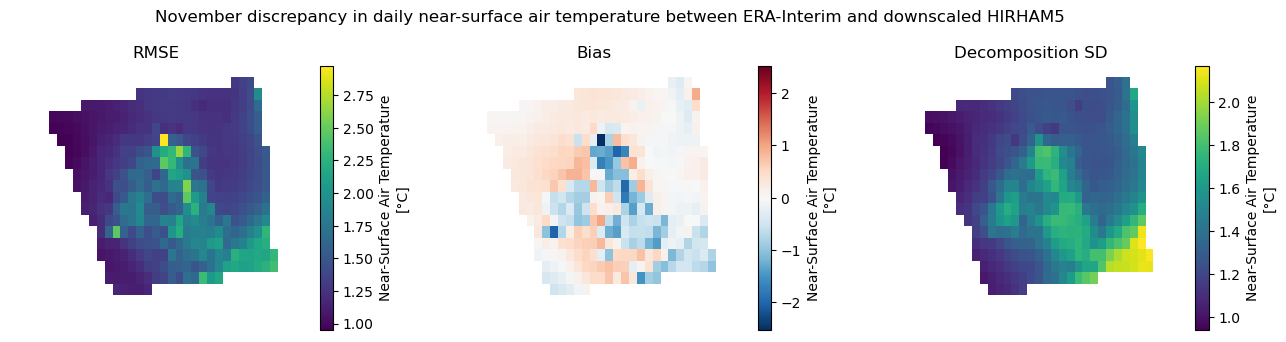 November discrepancy in daily near-surface air temperature between ERA-Interim and downscaled HIRHAM5
RMSE
2.75
2.50
2.25
2.00
1.75
1.50
1.25
1.00
Near-Surface Air Temperature
[°C]
Bias
2
1
0
−1
−2
Near-Surface Air Temperature
[°C]
Decomposition SD
2.0
1.8
1.6
1.4
1.2
1.0
Near-Surface Air Temperature
[°C]